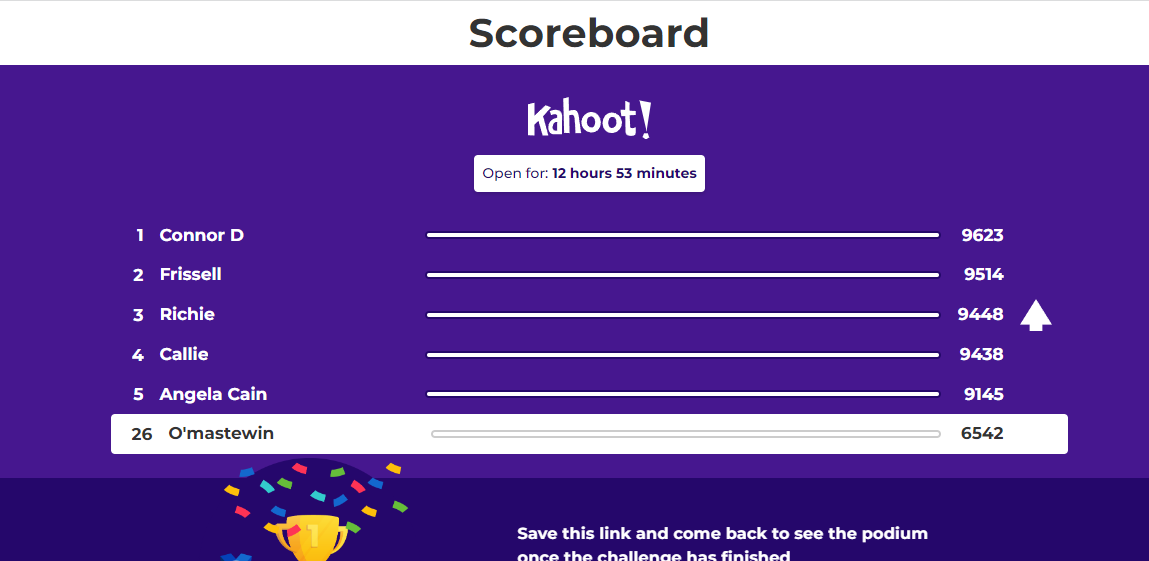 Scoreboard
Kahoot!
Open for: 12 hours 53 minutes
1 Connor D 9623
2 Frissell 9514
3 Richie 9448
4 Callie 9438
5 Angela Cain 9145
26 O'mastewin 6542
1
Save this link and come back to see the podium
once the challenge has finished